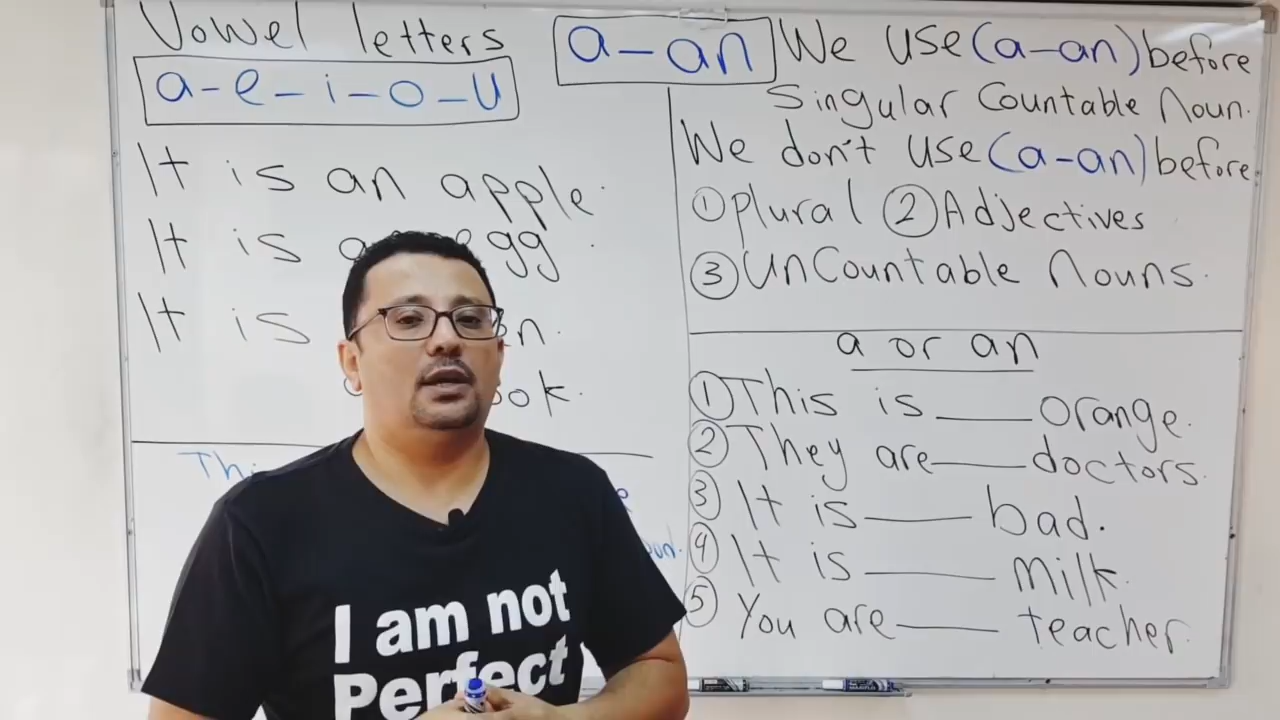 Vowel letters
a-e-i-o-u
It is an apple.
It is egg.
It is
This
a-an
We use (a-an) before
Singular Countable Noun.
We don't use (a-an) before
① Plural ② Adjectives
③ UnCountable Nouns.
a or an
① This is ____ orange.
② They are ____ doctors.
③ It is ____ bad.
④ It is ____ milk.
⑤ You are ____ teacher.
I am not
Perfect